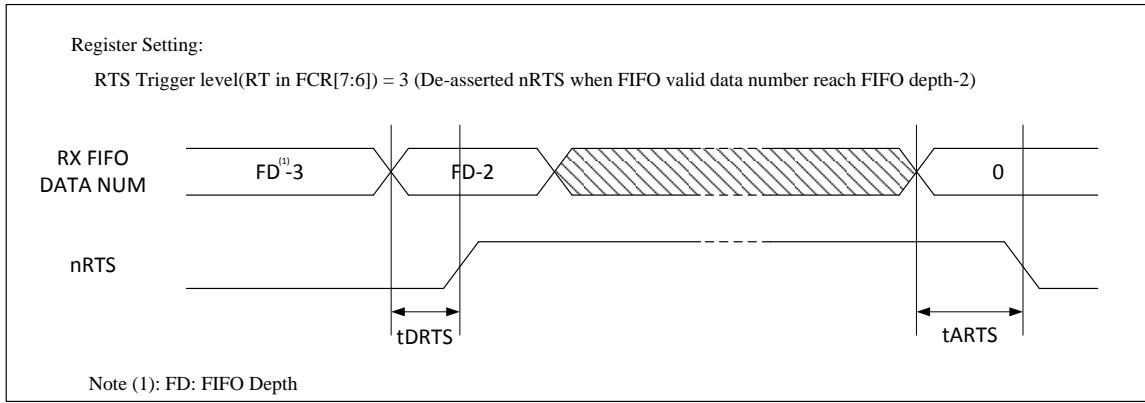 Register Setting:
RTS Trigger level(RT in FCR[7:6]) = 3 (De-asserted nRTS when FIFO valid data number reach FIFO depth-2)
RX FIFO
DATA NUM
FD(1)-3
FD-2
0
nRTS
tDRTS
tARTS
Note (1): FD: FIFO Depth